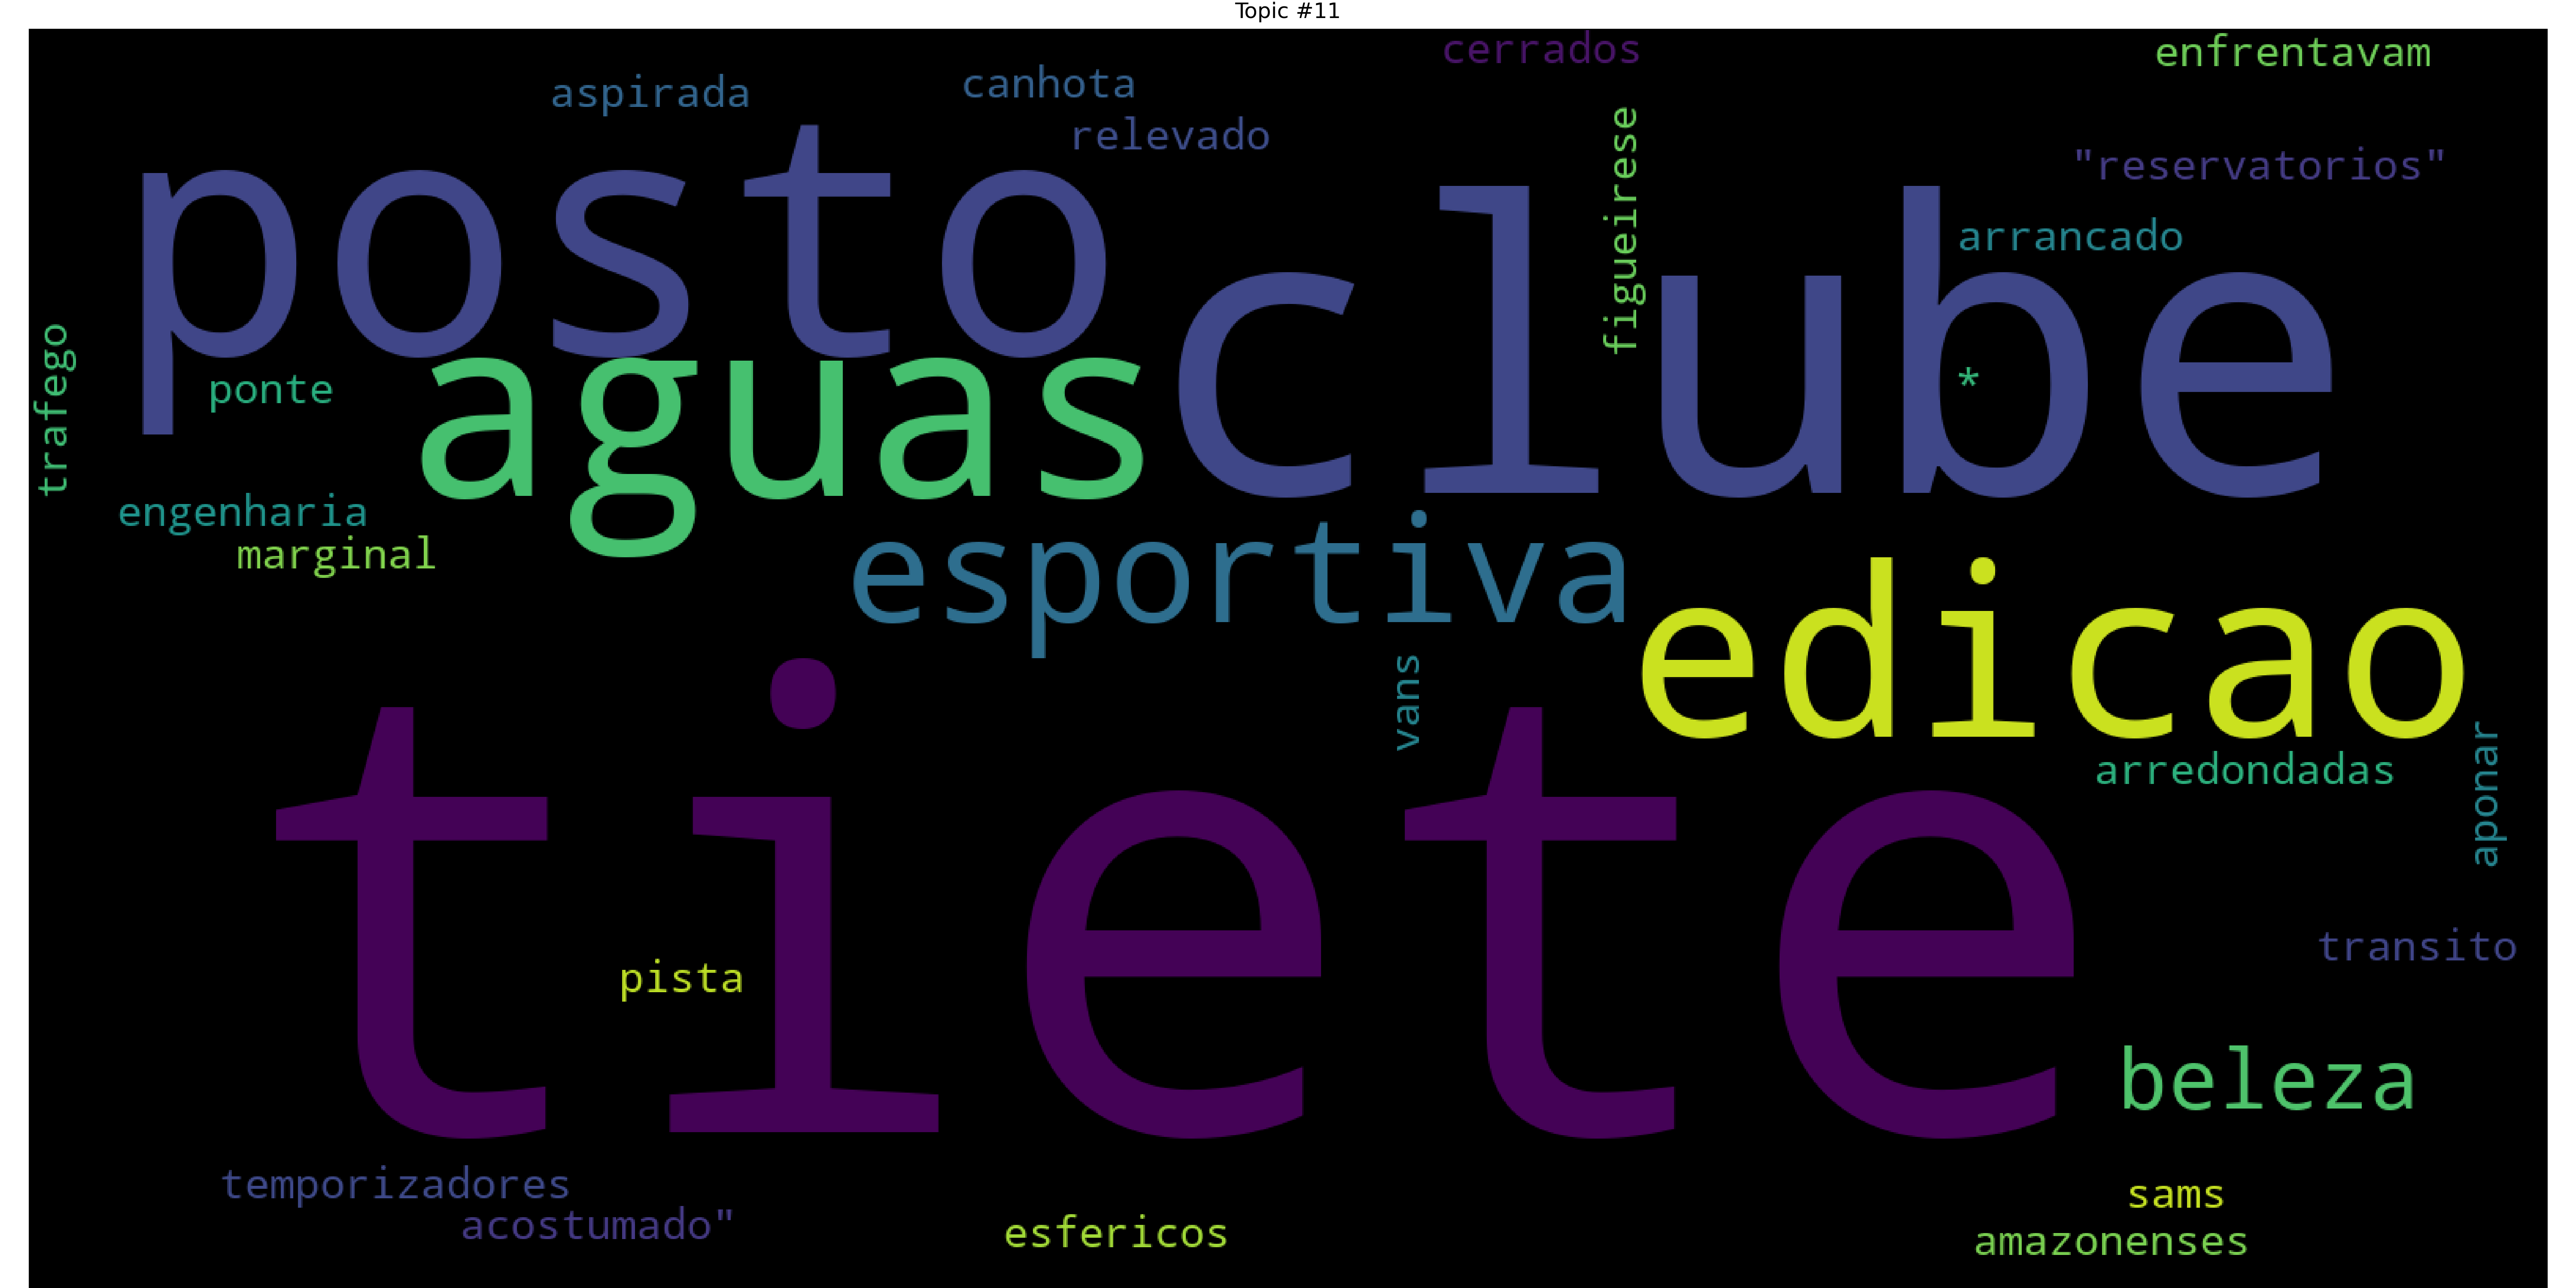 Topic #11
cerrados
enfrentavam
aspirada
canhota
relevado
figueirese
"reservatorios"
posto
clube
arrancado
trafego
ponte
aguas
*
engenharia
marginal
esportiva
edicao
vans
arredondadas
aponar
tiete
pista
transito
beleza
temporizadores
acostumado"
esfericos
sams
amazonenses